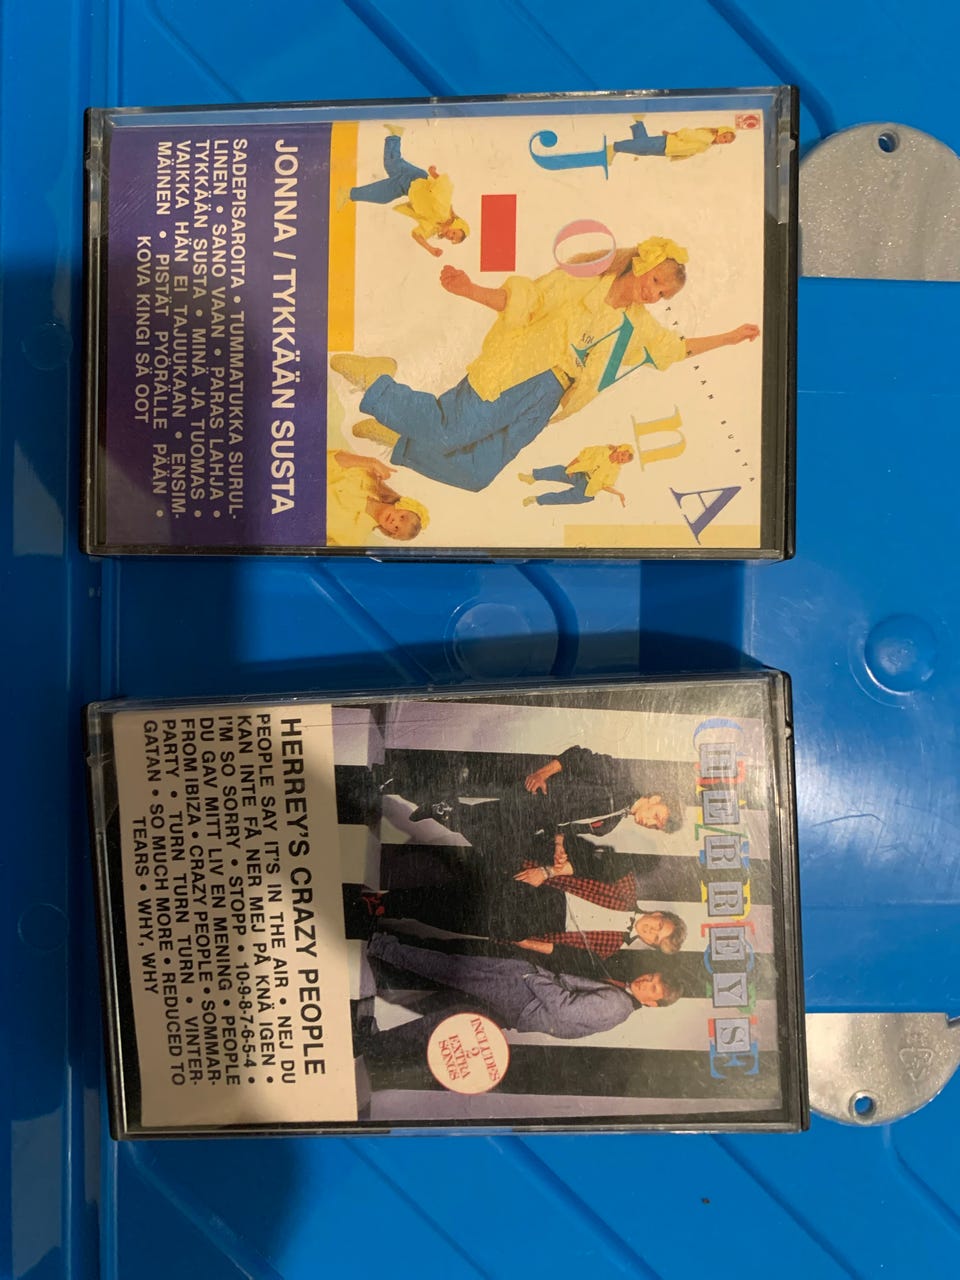 J-ONnA
TYKKÄÄN SUSTA
JONNA / TYKKÄÄN SUSTA
SADEPISAROITA • TUMMATUKKA SURUL-
LINEN • SANO VAAN • PARAS LAHJA •
TYKKÄÄN SUSTA • MINÄ JA TUOMAS •
VAIKKA HÄN EI TAJUUKAAN • ENSIM-
MÄINEN • PISTÄT PYÖRÄLLE PÄÄN •
KOVA KINGI SÄ OOT
HERREYS
INCLUDES
2
EXTRA
SONGS
HERREY'S CRAZY PEOPLE
PEOPLE SAY IT'S IN THE AIR • NEJ DU
KAN INTE FÅ NER MEJ PÅ KNÄ IGEN •
I'M SO SORRY • STOPP • 10-9-8-7-6-5-4 •
DU GAV MITT LIV EN MENING • PEOPLE
FROM IBIZA • CRAZY PEOPLE • SOMMAR-
PARTY • TURN TURN TURN • VINTER-
GATAN • SO MUCH MORE • REDUCED TO
TEARS • WHY, WHY